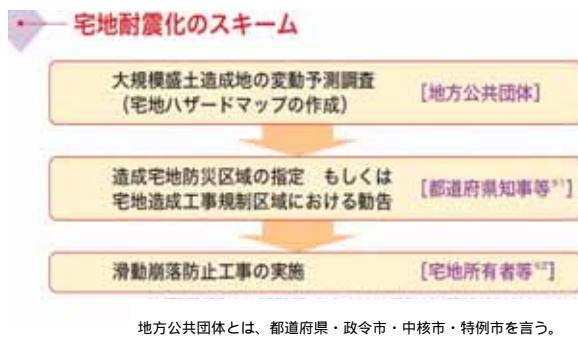 宅地耐震化のスキーム
大規模盛土造成地の変動予測調査
（宅地ハザードマップの作成）
［地方公共団体］
造成宅地防災区域の指定　もしくは
宅地造成工事規制区域における勧告
［都道府県知事等※1］
滑動崩落防止工事の実施
［宅地所有者等※2］
地方公共団体とは、都道府県・政令市・中核市・特例市を言う。